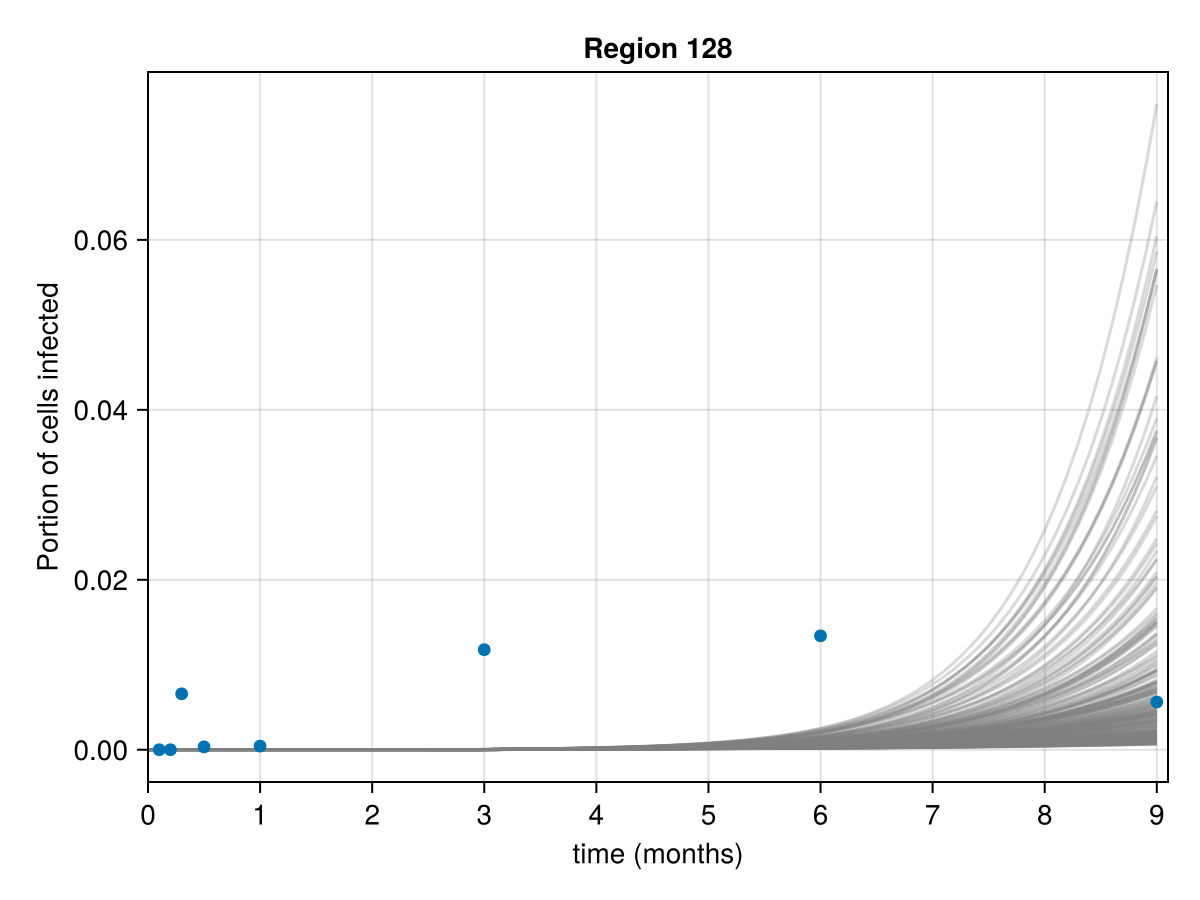 Region 128
Portion of cells infected
0.06
0.04
0.02
0.00
0 1 2 3 4 5 6 7 8 9
time (months)